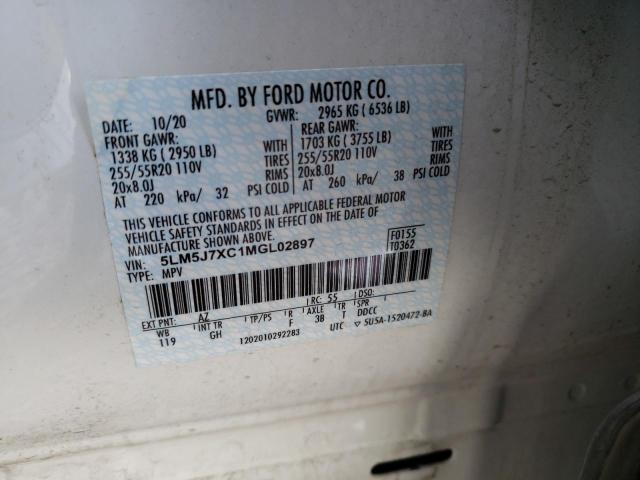 MFD. BY FORD MOTOR CO.
DATE: 10/20 GVWR: 2965 KG ( 6536 LB)
FRONT GAWR: REAR GAWR:
1338 KG ( 2950 LB) WITH 1703 KG ( 3755 LB) WITH
255/55R20 110V TIRES 255/55R20 110V TIRES
20x8.0J RIMS 20x8.0J RIMS
AT 220 kPa/ 32 PSI COLD AT 260 kPa/ 38 PSI COLD
THIS VEHICLE CONFORMS TO ALL APPLICABLE FEDERAL MOTOR
VEHICLE SAFETY STANDARDS IN EFFECT ON THE DATE OF
MANUFACTURE SHOWN ABOVE.
VIN: 5LM5J7XC1MGL02897 F0155
TYPE: MPV T0362
EXT PNT: AZ RC: 55 DSO:
WB INT TR TP/PS R AXLE TR SPR
119 GH F 3B T DDCC
1202010292283 UTC ▽ 5USA-1520472-BA